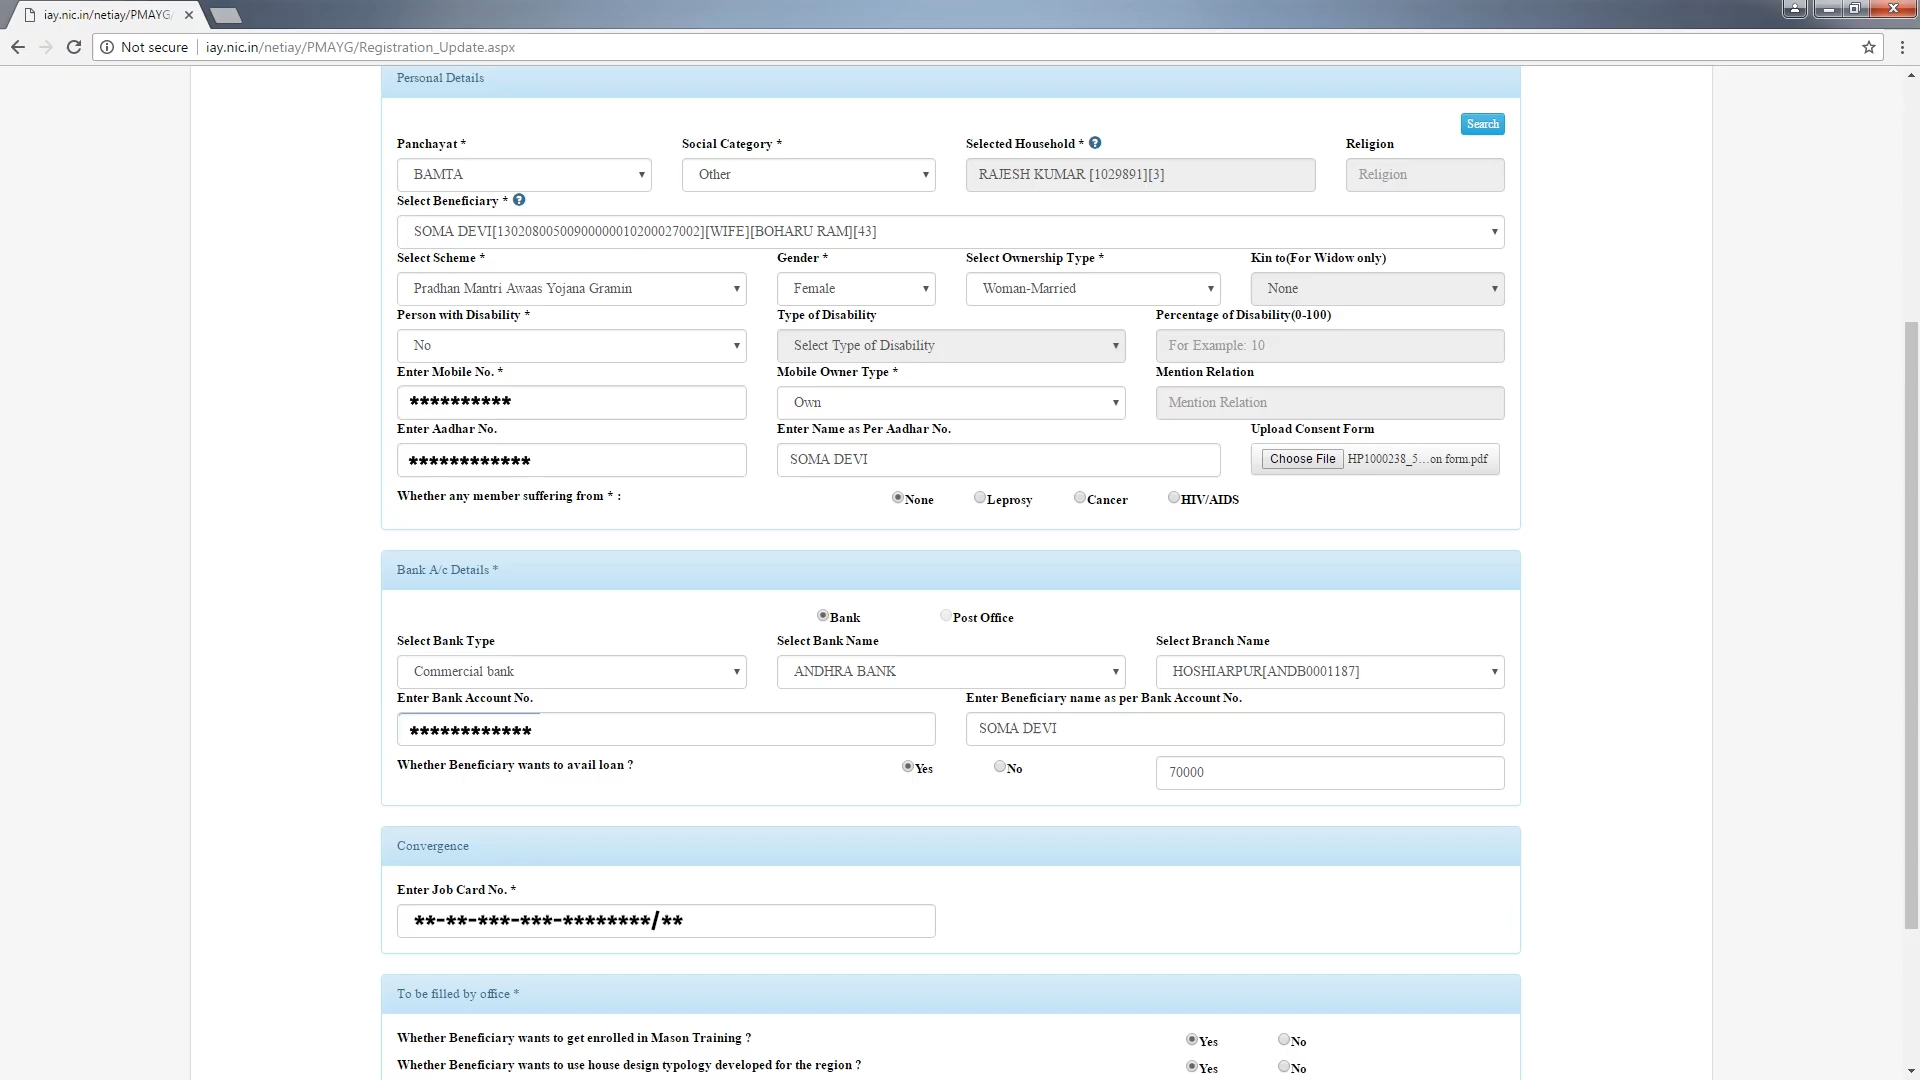 iay.nic.in/netiay/PMAYG/
Not secure iay.nic.in/netiay/PMAYG/Registration_Update.aspx
Personal Details
Search
Panchayat * Social Category * Selected Household * ? Religion
BAMTA Other RAJESH KUMAR [1029891][3] Religion
Select Beneficiary * ?
SOMA DEVI[13020800500900000010200027002][WIFE][BOHARU RAM][43]
Select Scheme * Gender * Select Ownership Type * Kin to(For Widow only)
Pradhan Mantri Awaas Yojana Gramin Female Woman-Married None
Person with Disability * Type of Disability Percentage of Disability(0-100)
No Select Type of Disability For Example: 10
Enter Mobile No. * Mobile Owner Type * Mention Relation
********** Own Mention Relation
Enter Aadhar No. Enter Name as Per Aadhar No. Upload Consent Form
************ SOMA DEVI Choose File HP1000238_5...on form.pdf
Whether any member suffering from * : None Leprosy Cancer HIV/AIDS
Bank A/c Details *
Bank Post Office
Select Bank Type Select Bank Name Select Branch Name
Commercial bank ANDHRA BANK HOSHIARPUR[ANDB0001187]
Enter Bank Account No. Enter Beneficiary name as per Bank Account No.
************ SOMA DEVI
Whether Beneficiary wants to avail loan ? Yes No 70000
Convergence
Enter Job Card No. *
**-**-***-***-********/**
To be filled by office *
Whether Beneficiary wants to get enrolled in Mason Training ? Yes No
Whether Beneficiary wants to use house design typology developed for the region ? Yes No